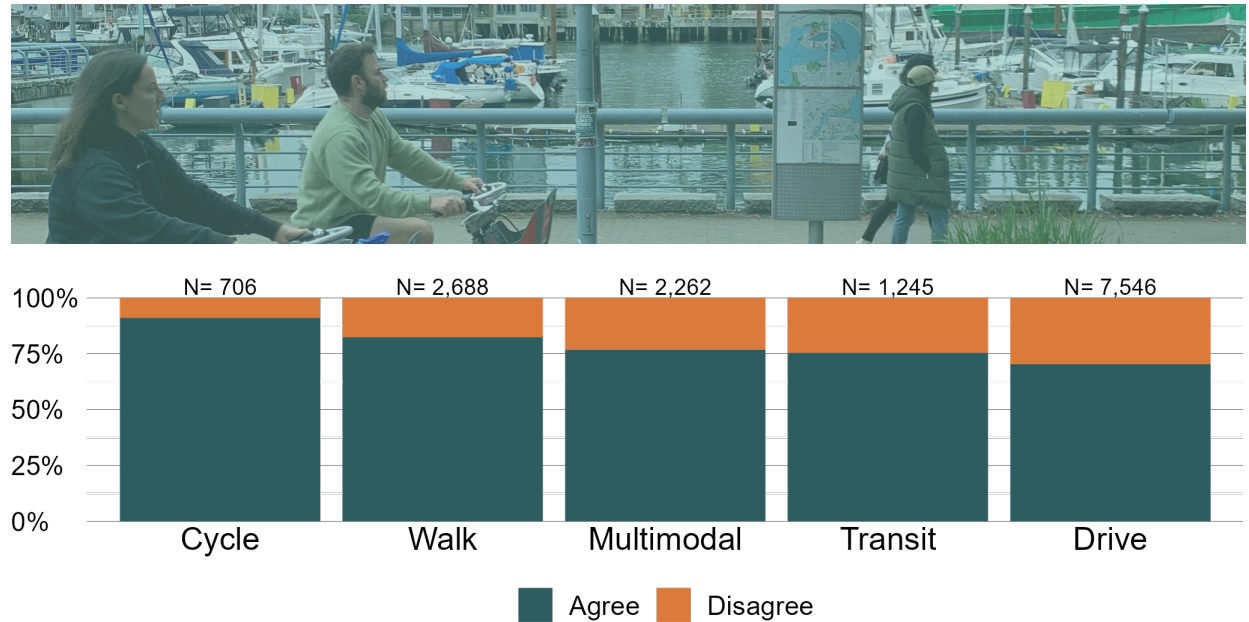 N= 706 N= 2,688 N= 2,262 N= 1,245 N= 7,546
100%
75%
50%
25%
0%
Cycle Walk Multimodal Transit Drive
Agree Disagree